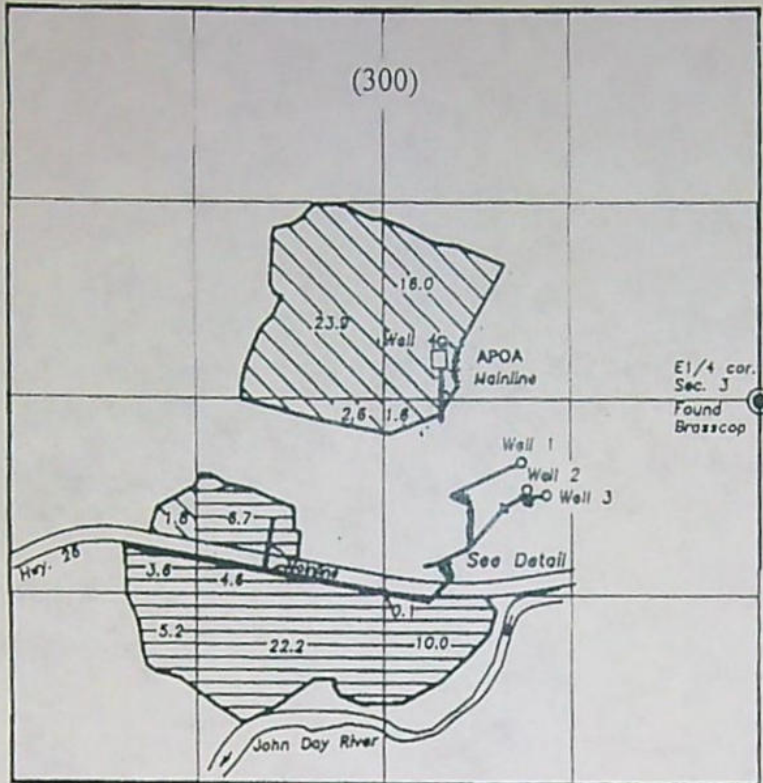 (300)
16.0
23.9
Well 4
APOA
Mainline
E1/4 cor.
Sec. 3
Found
Brasscap
2.6 1.6
Well 1
Well 2
Well 3
1.6 6.7
Hwy. 26
See Detail
3.6 4.6
0.1
5.2 22.2 10.0
John Day River